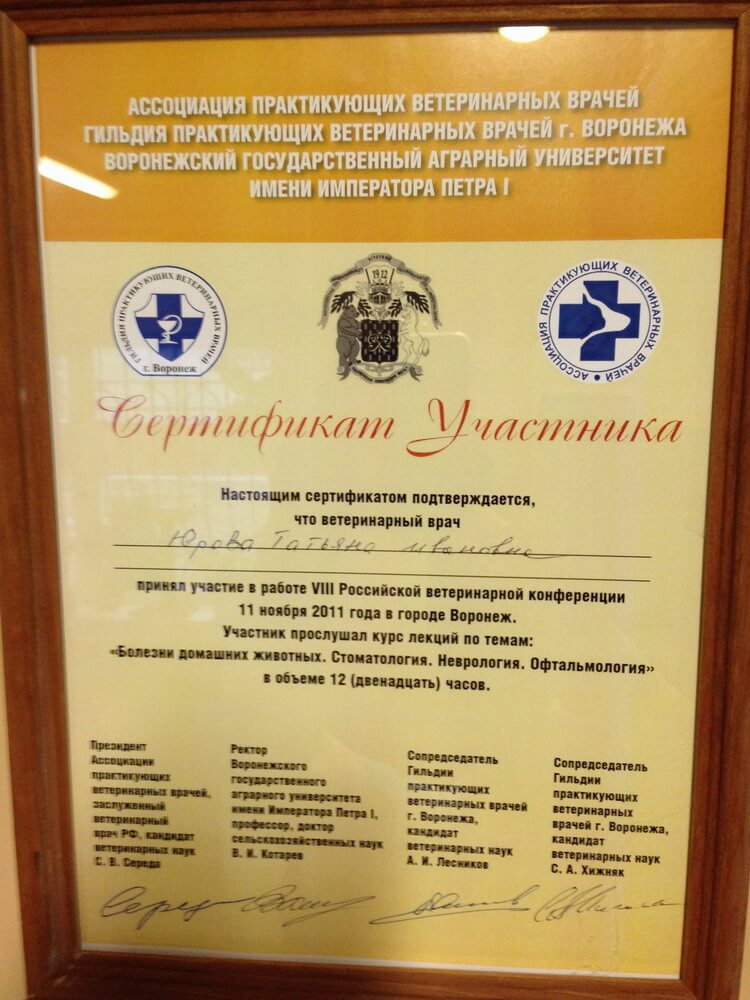 АССОЦИАЦИЯ ПРАКТИКУЮЩИХ ВЕТЕРИНАРНЫХ ВРАЧЕЙ
ГИЛЬДИЯ ПРАКТИКУЮЩИХ ВЕТЕРИНАРНЫХ ВРАЧЕЙ г. ВОРОНЕЖА
ВОРОНЕЖСКИЙ ГОСУДАРСТВЕННЫЙ АГРАРНЫЙ УНИВЕРСИТЕТ
ИМЕНИ ИМПЕРАТОРА ПЕТРА I
ГИЛЬДИЯ ПРАКТИКУЮЩИХ ВЕТЕРИНАРНЫХ ВРАЧЕЙ
г. Воронеж
1912
АССОЦИАЦИЯ ПРАКТИКУЮЩИХ ВЕТЕРИНАРНЫХ ВРАЧЕЙ •
Сертификат Участника
Настоящим сертификатом подтверждается,
что ветеринарный врач
Юрова Татьяна Ивановна
принял участие в работе VIII Российской ветеринарной конференции
11 ноября 2011 года в городе Воронеж.
Участник прослушал курс лекций по темам:
«Болезни домашних животных. Стоматология. Неврология. Офтальмология»
в объеме 12 (двенадцать) часов.
Президент
Ассоциации
практикующих
ветеринарных врачей,
заслуженный
ветеринарный
врач РФ, кандидат
ветеринарных наук
С. В. Середа
Ректор
Воронежского
государственного
аграрного университета
имени Императора Петра I,
профессор, доктор
сельскохозяйственных наук
В. И. Котарев
Сопредседатель
Гильдии
практикующих
ветеринарных врачей
г. Воронежа,
кандидат
ветеринарных наук
А. И. Лесников
Сопредседатель
Гильдии
практикующих
ветеринарных
врачей г. Воронежа,
кандидат
ветеринарных наук
С. А. Хижняк